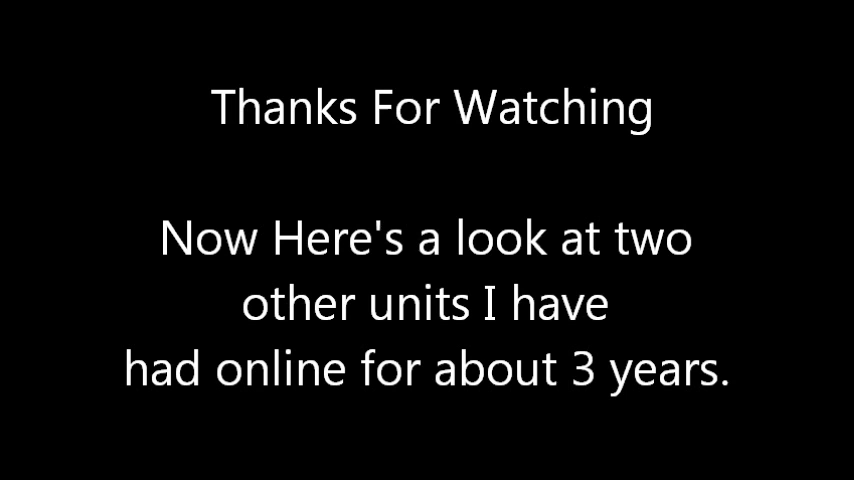 Thanks For Watching
Now Here's a look at two
other units I have
had online for about 3 years.